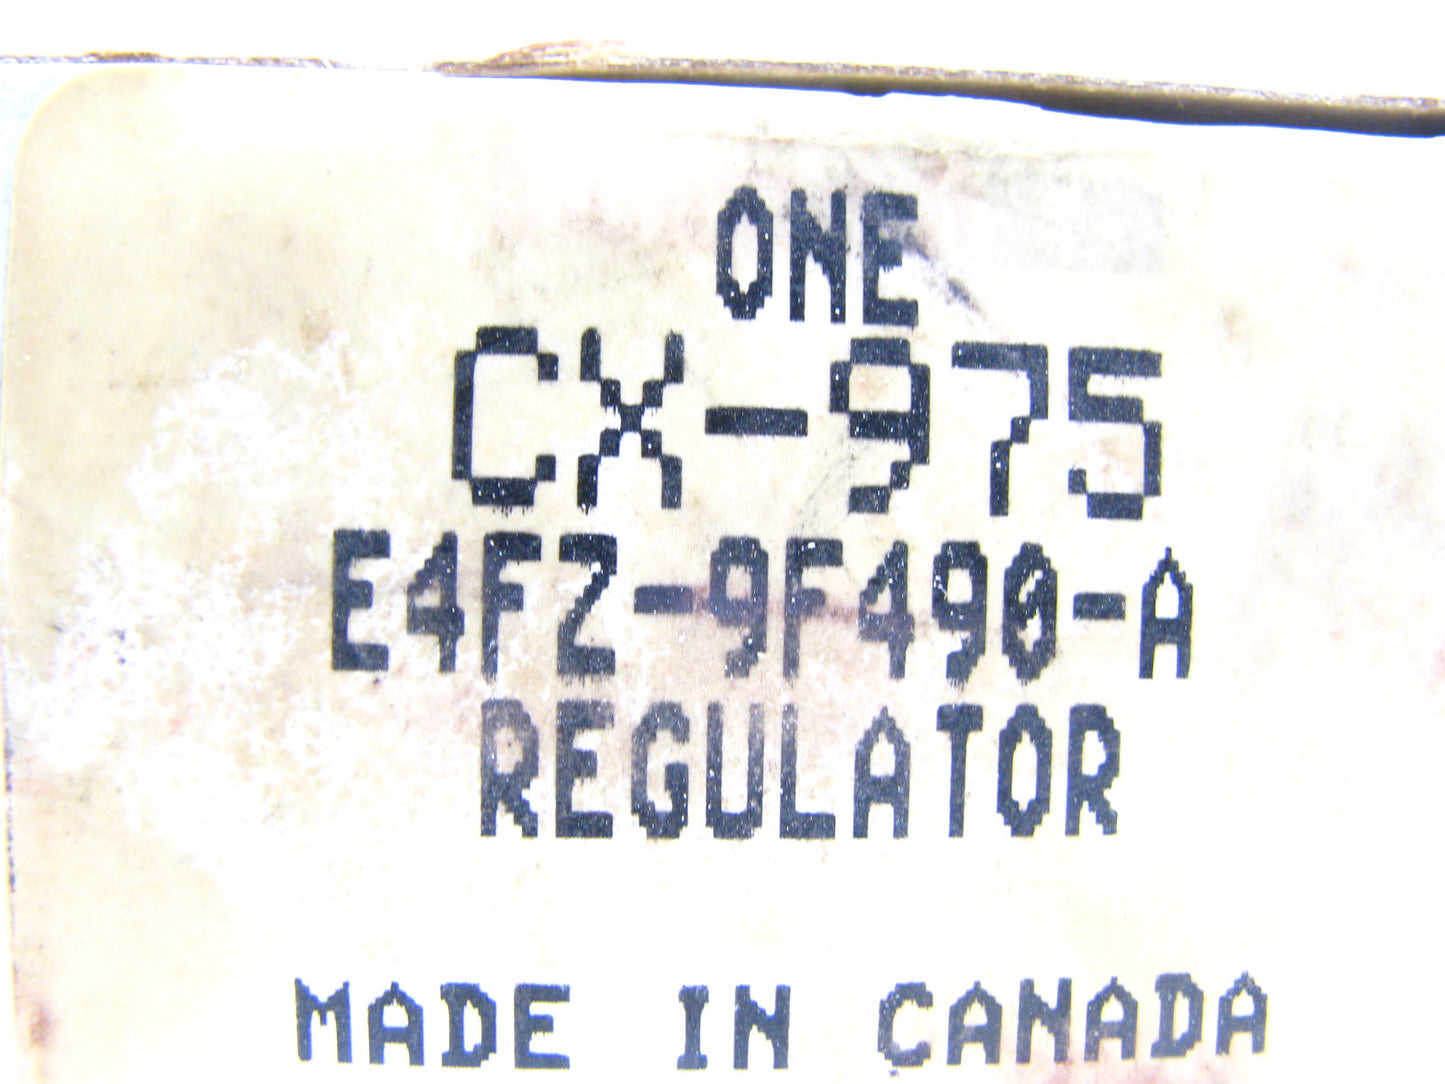 ONE
CX-975
E4FZ-9F490-A
REGULATOR
MADE IN CANADA